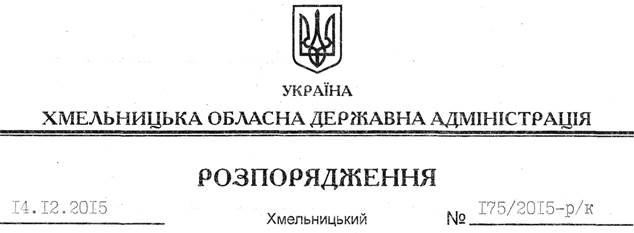 УКРАЇНА
ХМЕЛЬНИЦЬКА ОБЛАСНА ДЕРЖАВНА АДМІНІСТРАЦІЯ
РОЗПОРЯДЖЕННЯ
14.12.2015 Хмельницький № 175/2015-р/к